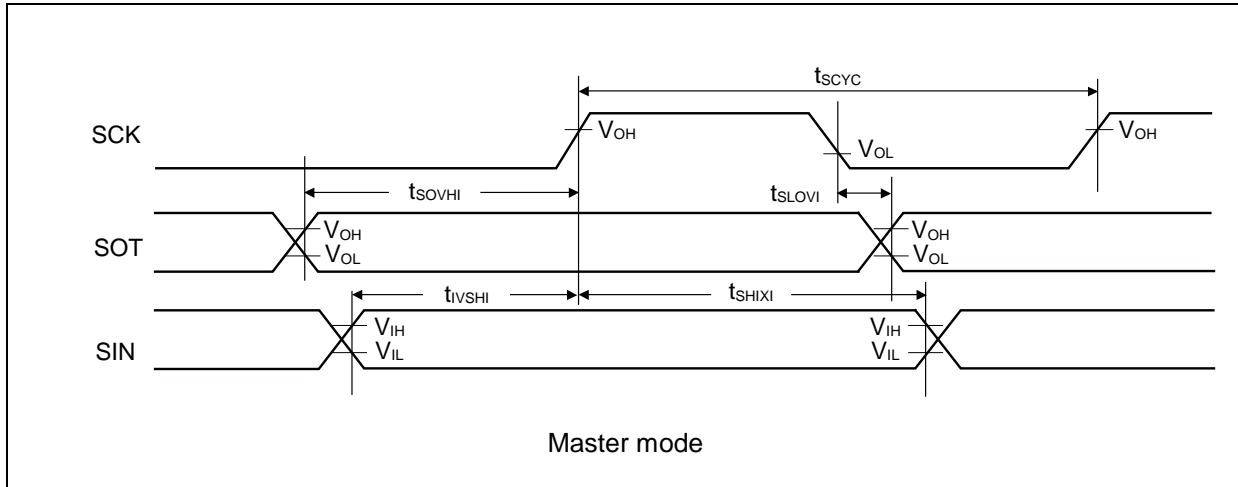 tSCYC
SCK
VOH
VOL
VOH
tSOVHI
tSLOVI
SOT
VOH
VOL
VOH
VOL
tIVSHI
tSHIXI
SIN
VIH
VIL
VIH
VIL
Master mode